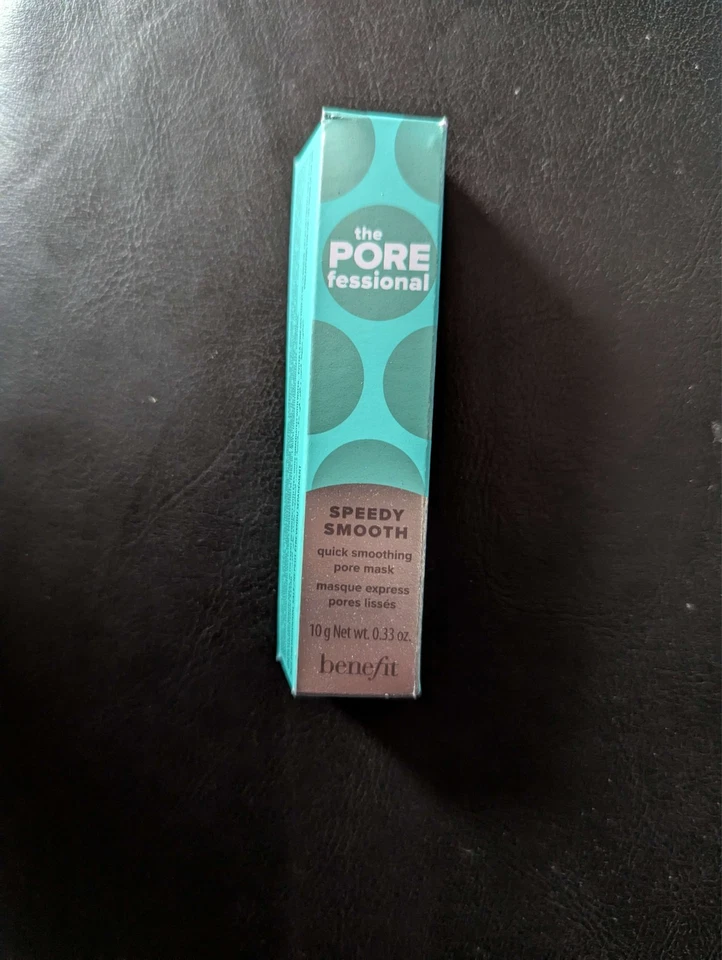 the
PORE
fessional
SPEEDY
SMOOTH
quick smoothing
pore mask
masque express
pores lissés
10 g Net wt. 0.33 oz.
benefit